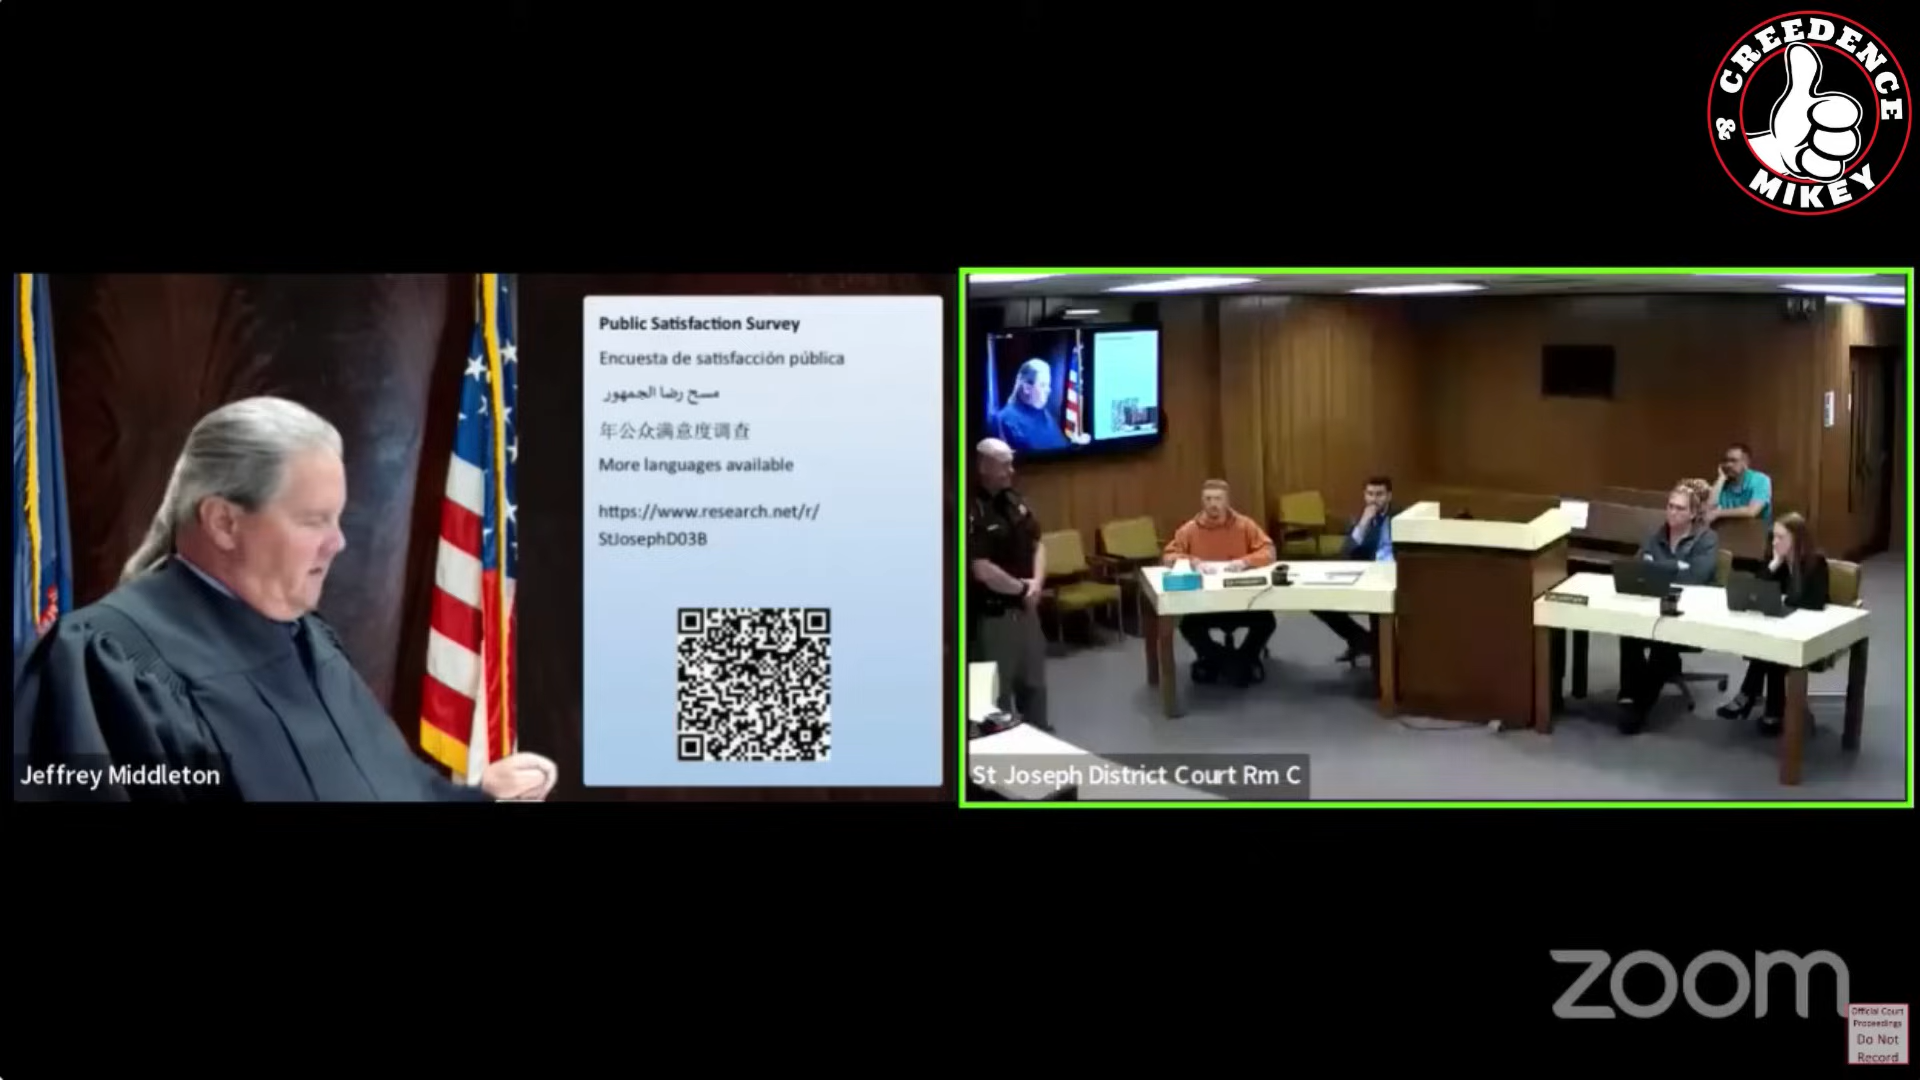 CREEDENCE
& MIKEY
Public Satisfaction Survey
Encuesta de satisfacción pública
مسح رضا الجمهور
年公众满意度调查
More languages available
https://www.research.net/r/
StJosephD03B
Jeffrey Middleton
St Joseph District Court Rm C
zoom
Official Court
Proceedings
Do Not
Record